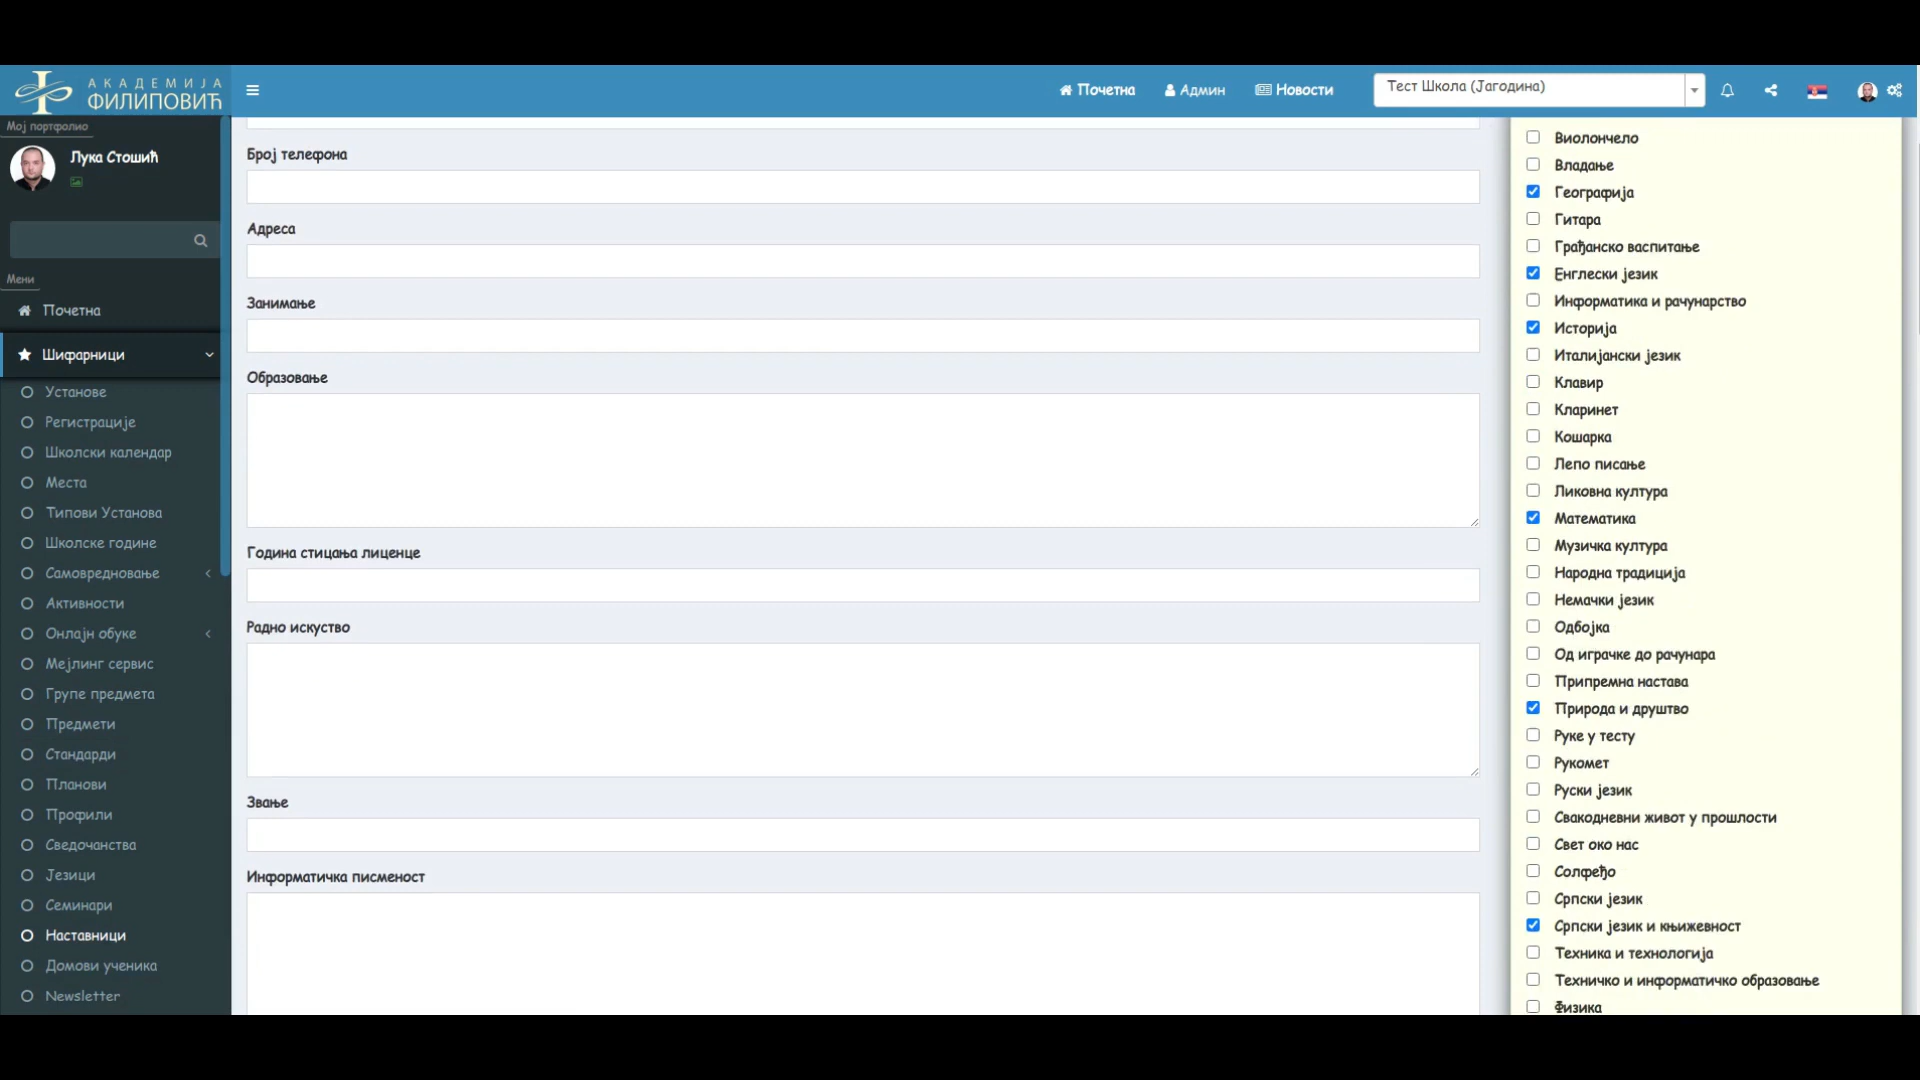 АКАДЕМИЈА
ФИЛИПОВИЋ
Почетна
Админ
Новости
Тест Школа (Јагодина)
Мој портфолио
Лука Стошић
Мени
Почетна
Шифарници
Установе
Регистрације
Школски календар
Места
Типови Установа
Школске године
Самовредновање
Активности
Онлајн обуке
Мејлинг сервис
Групе предмета
Предмети
Стандарди
Планови
Профили
Сведочанства
Језици
Семинари
Наставници
Домови ученика
Newsletter
Број телефона
Адреса
Занимање
Образовање
Година стицања лиценце
Радно искуство
Звање
Информатичка писменост
Виолончело
Владање
Географија
Гитара
Грађанско васпитање
Енглески језик
Информатика и рачунарство
Историја
Италијански језик
Клавир
Кларинет
Кошарка
Лепо писање
Ликовна култура
Математика
Музичка култура
Народна традиција
Немачки језик
Одбојка
Од играчке до рачунара
Припремна настава
Природа и друштво
Руке у тесту
Рукомет
Руски језик
Свакодневни живот у прошлости
Свет око нас
Солфеђо
Српски језик
Српски језик и књижевност
Техника и технологија
Техничко и информатичко образовање
Физика